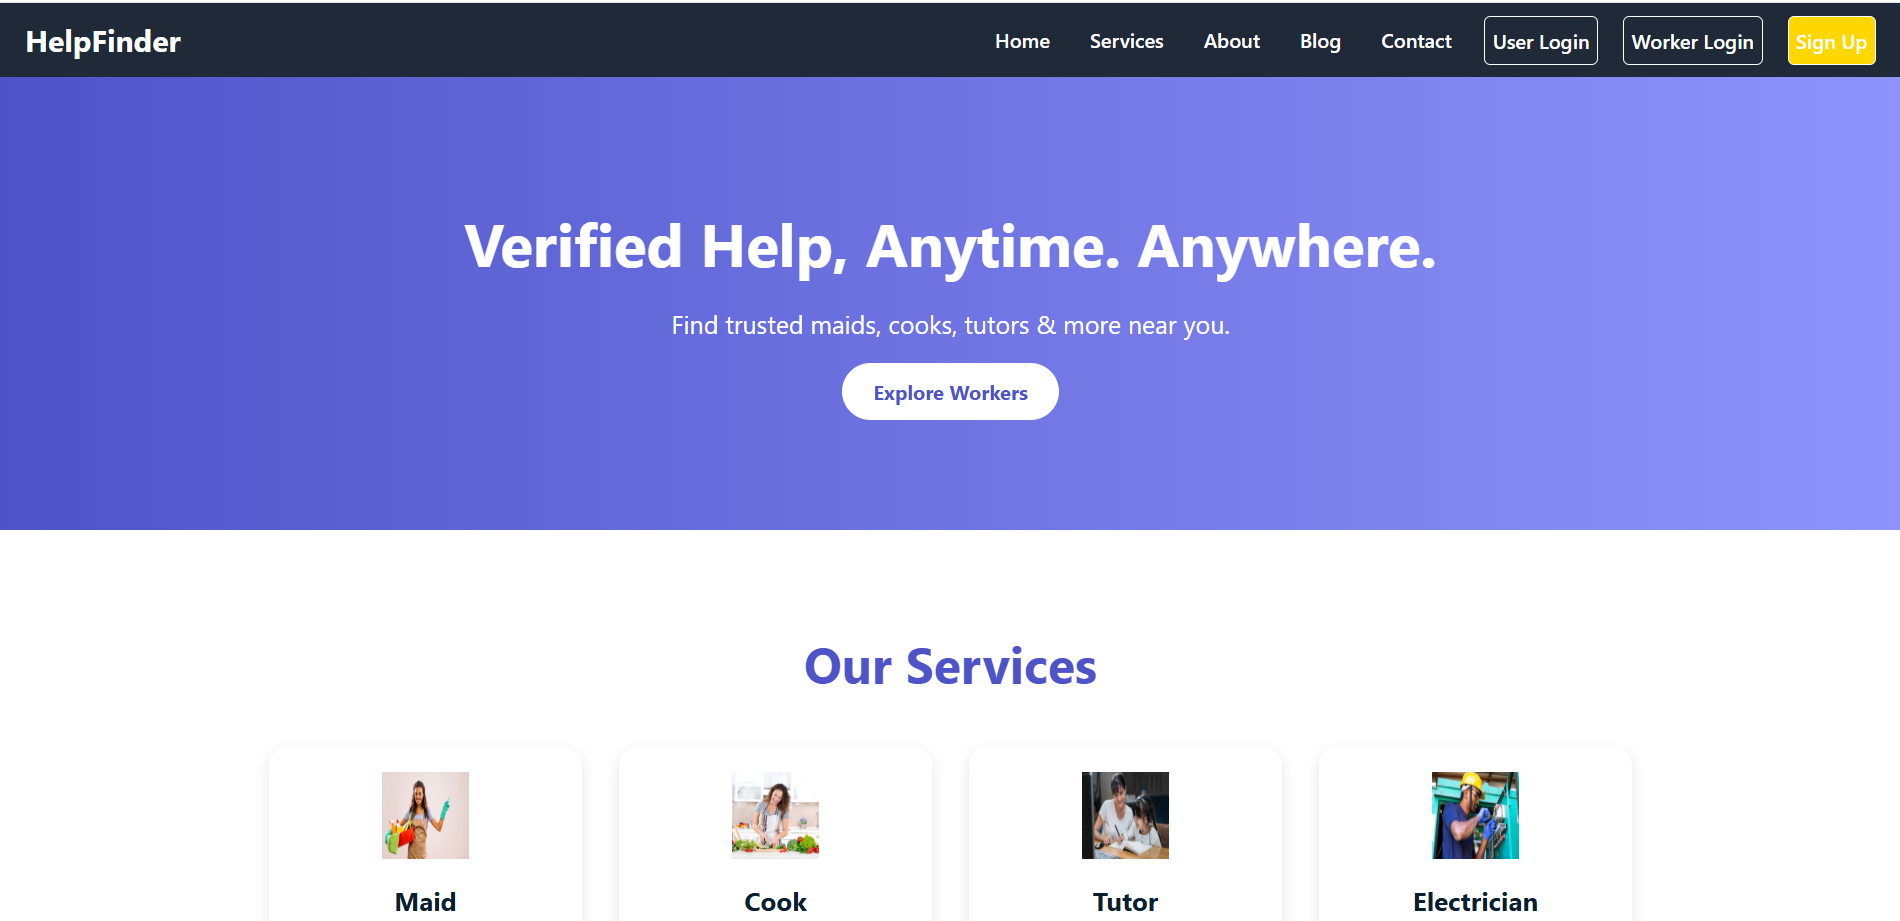 HelpFinder Home Services About Blog Contact User Login Worker Login Sign Up
Verified Help, Anytime. Anywhere.
Find trusted maids, cooks, tutors & more near you.
Explore Workers
Our Services
Maid Cook Tutor Electrician